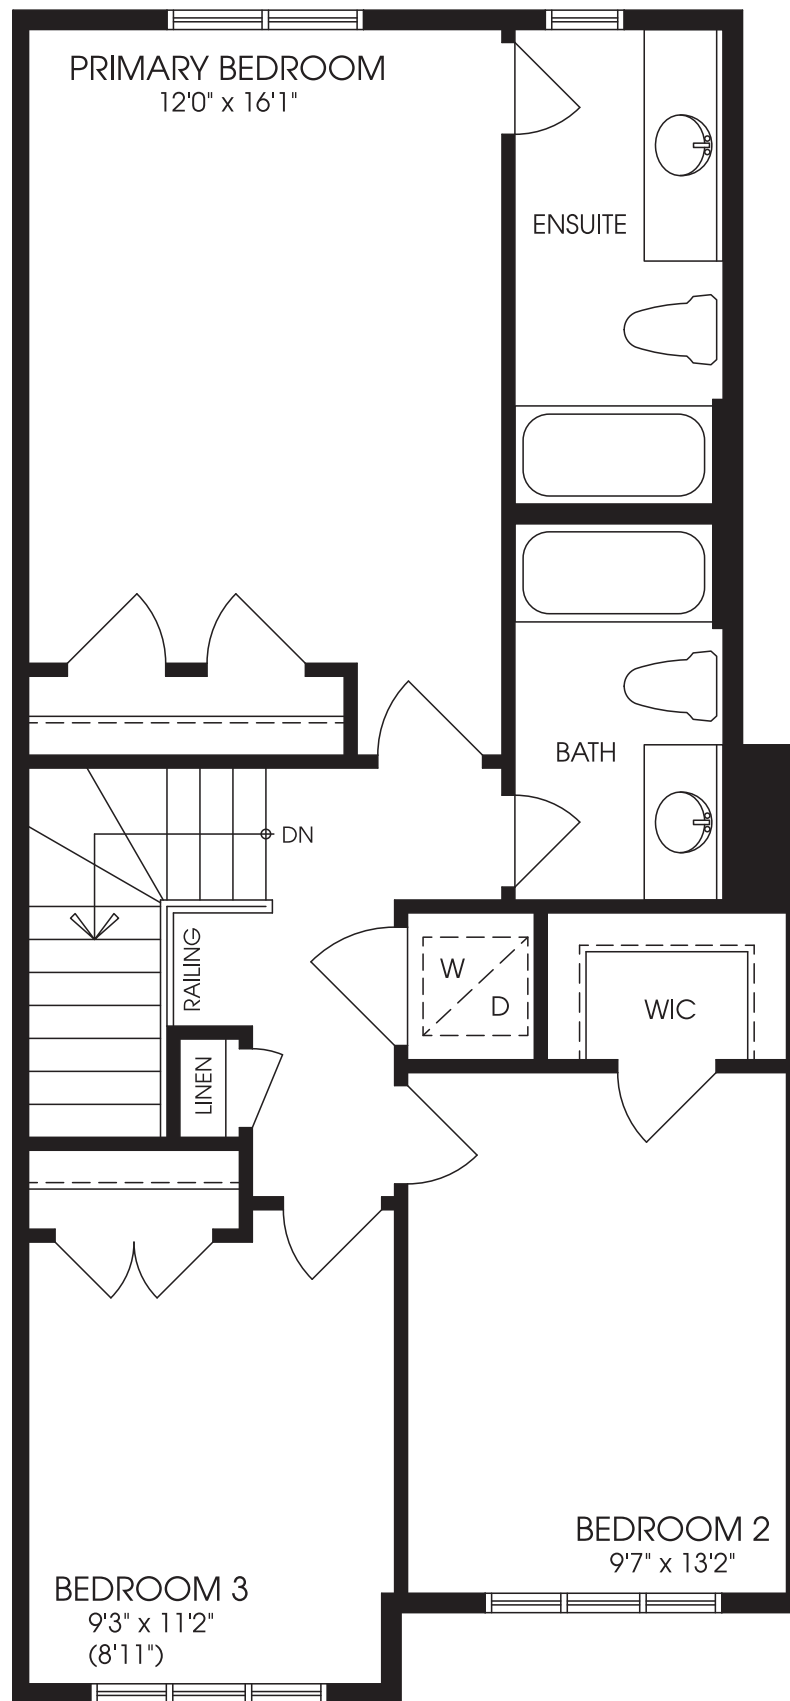 PRIMARY BEDROOM
12'0" x 16'1"
ENSUITE
BATH
DN
RAILING
W
D
WIC
LINEN
BEDROOM 2
9'7" x 13'2"
BEDROOM 3
9'3" x 11'2"
(8'11")